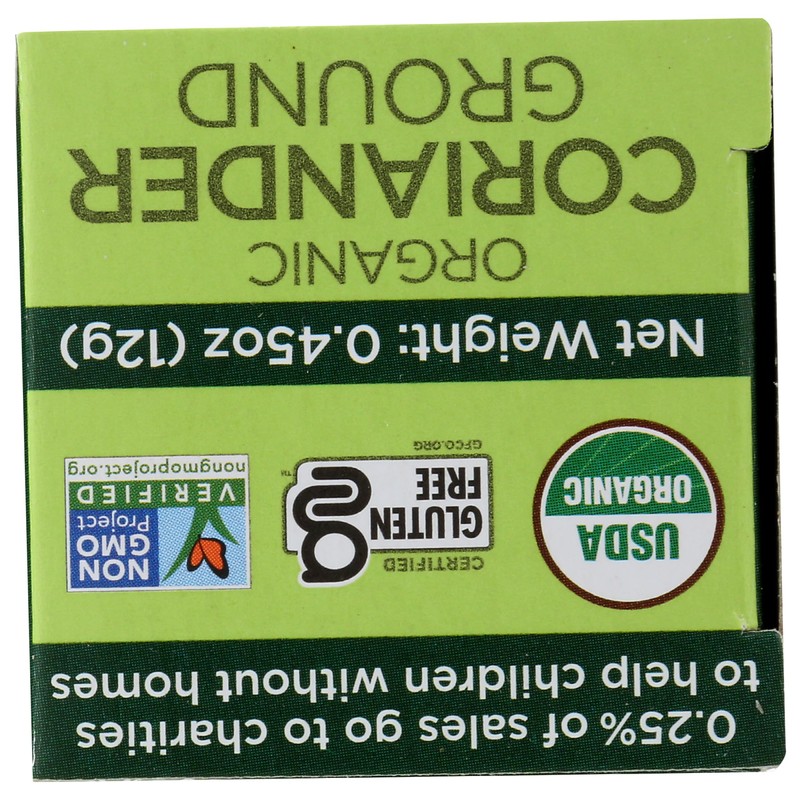 0.25% of sales go to charities
to help children without homes
USDA
ORGANIC
CERTIFIED
GLUTEN
FREE
g
™
GFCO.ORG
NON
GMO
Project
VERIFIED
nongmoproject.org
Net Weight: 0.45oz (12g)
ORGANIC
CORIANDER
GROUND